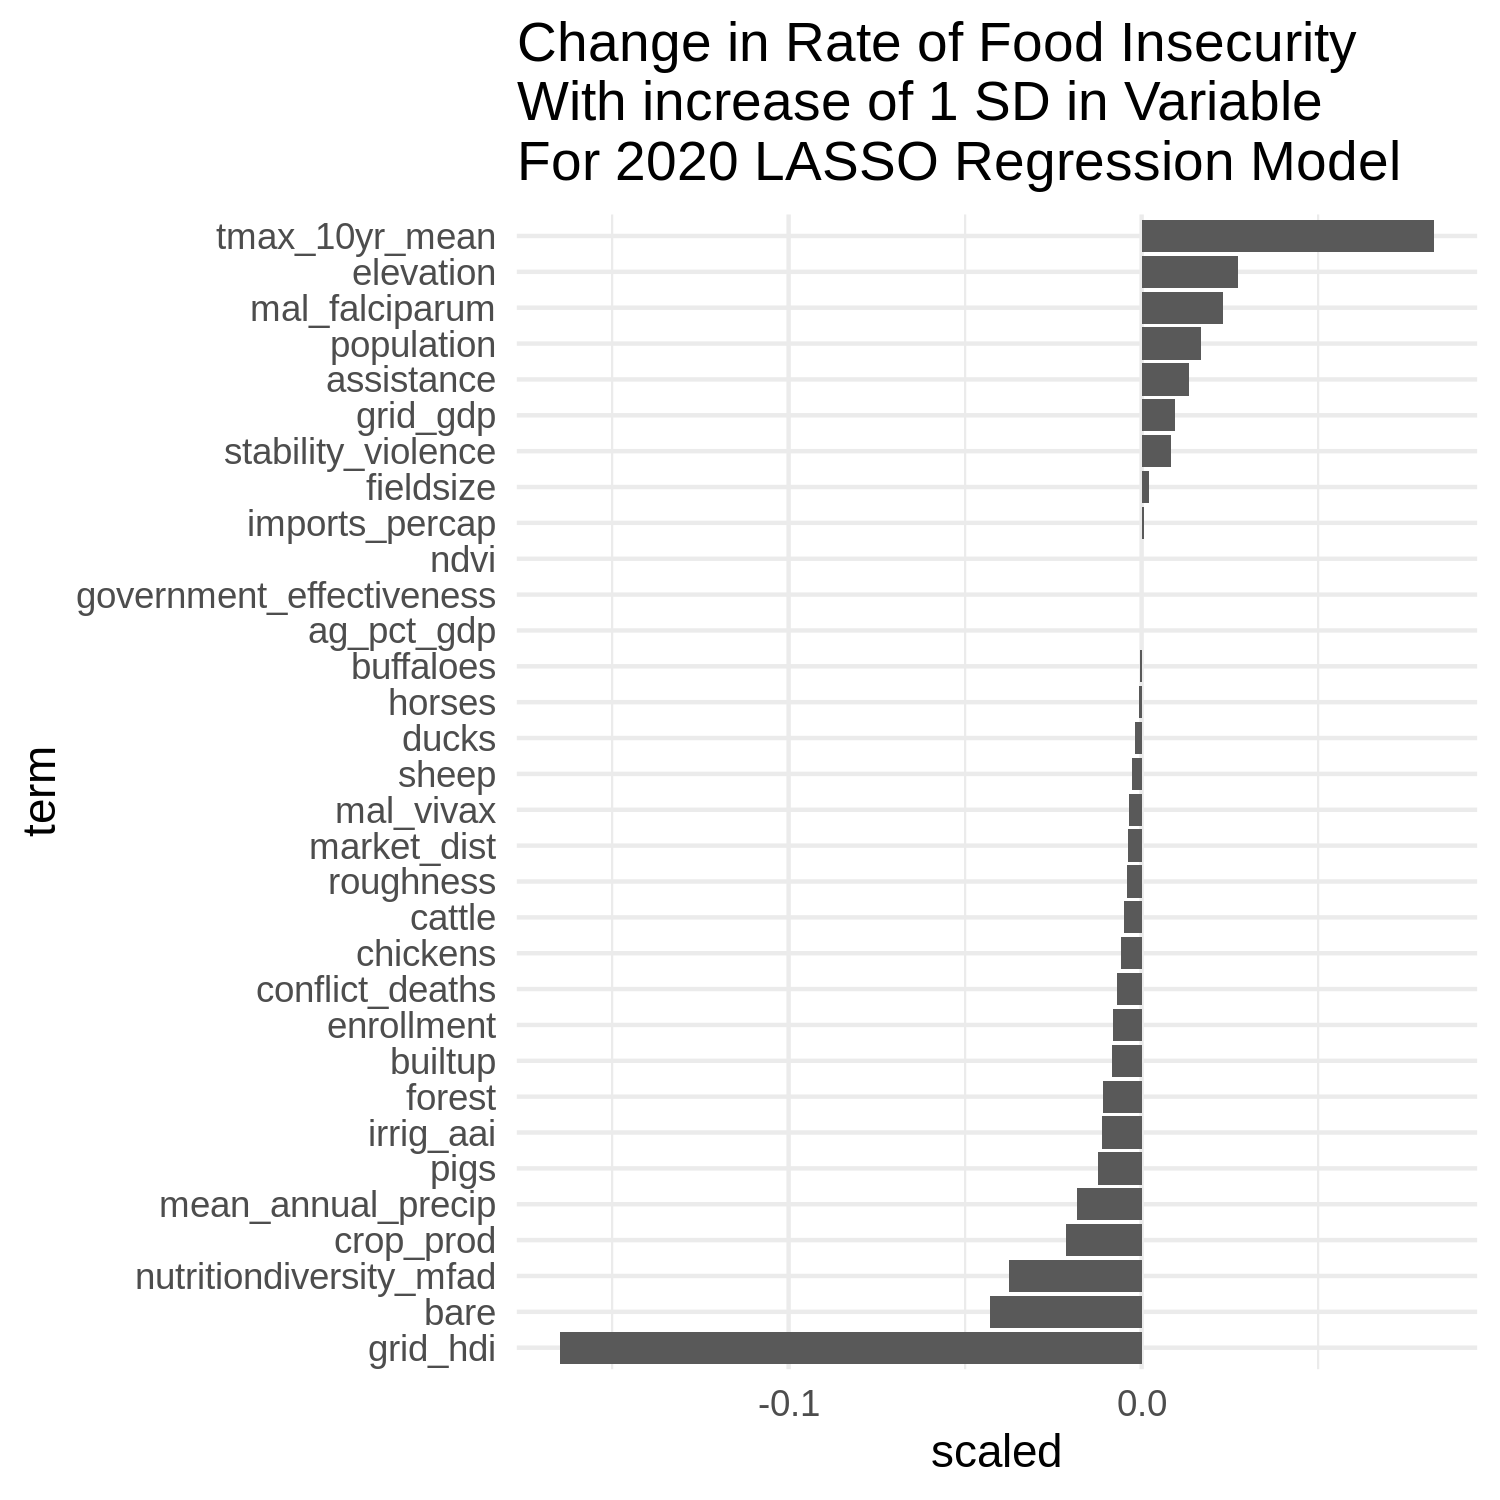 Change in Rate of Food Insecurity
With increase of 1 SD in Variable
For 2020 LASSO Regression Model
tmax_10yr_mean
elevation
mal_falciparum
population
assistance
grid_gdp
stability_violence
fieldsize
imports_percap
ndvi
government_effectiveness
ag_pct_gdp
buffaloes
horses
ducks
sheep
mal_vivax
market_dist
roughness
cattle
chickens
conflict_deaths
enrollment
builtup
forest
irrig_aai
pigs
mean_annual_precip
crop_prod
nutritiondiversity_mfad
bare
grid_hdi
term
-0.1 0.0
scaled